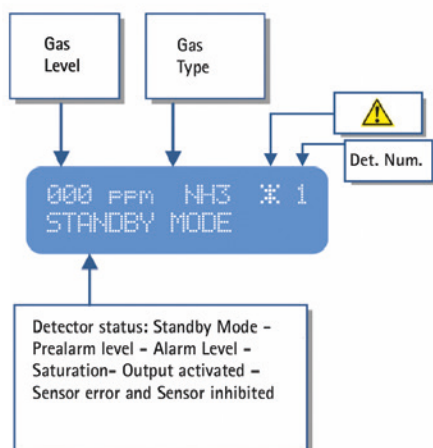 Gas
Level
Gas
Type
Det. Num.
000 ppm NH3 1
STANDBY MODE
Detector status: Standby Mode –
Prealarm level – Alarm Level –
Saturation– Output activated –
Sensor error and Sensor inhibited